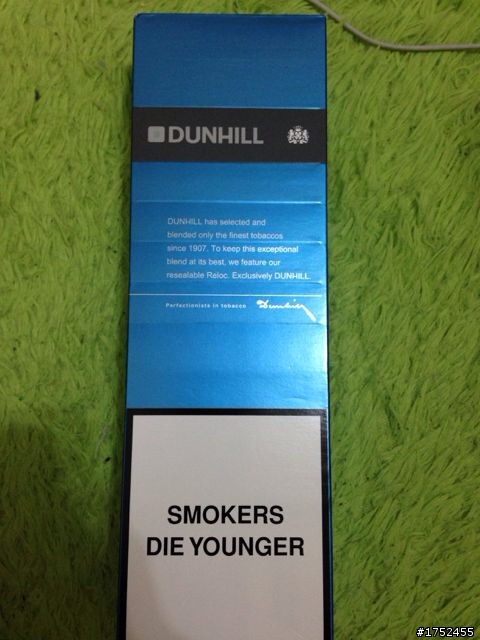 DUNHILL
DUNHILL has selected and
blended only the finest tobaccos
since 1907. To keep this exceptional
blend at its best, we feature our
resealable Reloc. Exclusively DUNHILL.
Perfectionists in tobacco
Dunhill
SMOKERS
DIE YOUNGER
#1752455